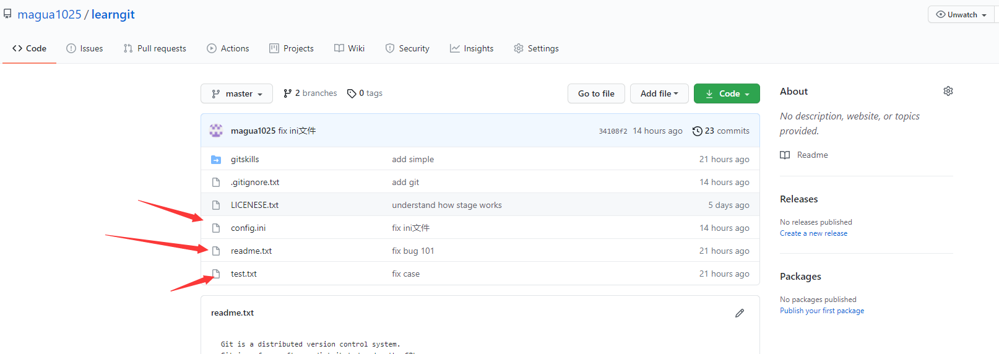 magua1025 / learngit
Unwatch
Code Issues Pull requests Actions Projects Wiki Security Insights Settings
master 2 branches 0 tags Go to file Add file Code
magua1025 fix ini文件 34108f2 14 hours ago 23 commits
gitskills add simple 21 hours ago
.gitignore.txt add git 14 hours ago
LICENESE.txt understand how stage works 5 days ago
config.ini fix ini文件 14 hours ago
readme.txt fix bug 101 21 hours ago
test.txt fix case 21 hours ago
readme.txt
Git is a distributed version control system.
About
No description, website, or topics
provided.
Readme
Releases
No releases published
Create a new release
Packages
No packages published
Publish your first package